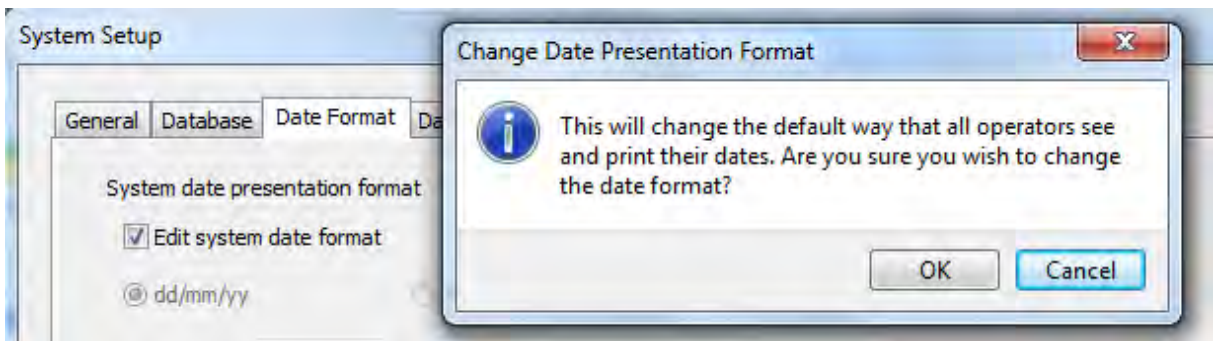 System Setup
Change Date Presentation Format
General Database Date Format
This will change the default way that all operators see
and print their dates. Are you sure you wish to change
the date format?
System date presentation format
Edit system date format
OK Cancel
dd/mm/yy